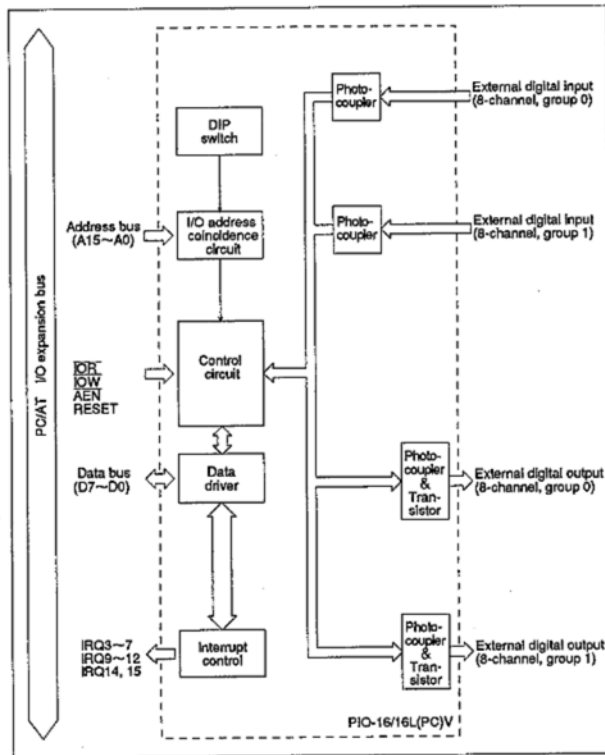 PC/AT I/O expansion bus
DIP
switch
Address bus
(A15～A0)
I/O address
coincidence
circuit
IOR
IOW
AEN
RESET
Control
circuit
Data bus
(D7～D0)
Data
driver
IRQ3～7
IRQ9～12
IRQ14, 15
Interrupt
control
Photo-
coupler
External digital input
(8-channel, group 0)
Photo-
coupler
External digital input
(8-channel, group 1)
Photo-
coupler
&
Tran-
sistor
External digital output
(8-channel, group 0)
Photo-
coupler
&
Tran-
sistor
External digital output
(8-channel, group 1)
PIO-16/16L(PC)V